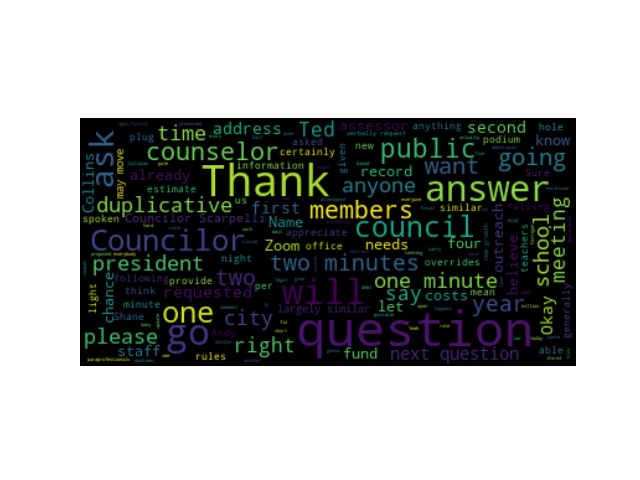 specifically
time
address
Ted
assessor
anything
second
hole
plug
asked
given
verbally request
podium
know
ask
counselor
certainly
new
public
going
may move
Collins
already
information
record
want
Sure
estimate
Thank
anyone
answer
duplicative
us
first
members
similar
failing
spoken
Councilor Scarpelli
Name
council
outreach
teachers
meeting
Councilor
appreciate
Zoom
office
needs
four
president
night
two minutes
overrides
believe
school
light
chance
following
provide
two
per
one minute
think
requested
will
say
costs
mean
year
Okay
generally
minute
one
largely similar
let
Shane
go
city
question
please
Andy
right
staff
rules
fund
next question
able
paraprofessionals